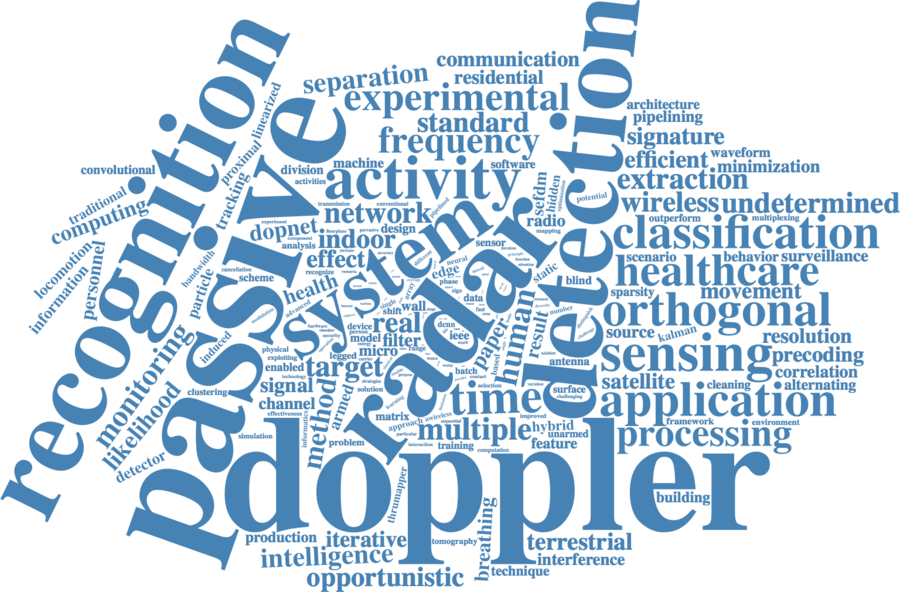 communication
separation
residential
experimental
standard
frequency
architecture
pipelining
signature
recognition
linearized
proximal
convolutional
division
activities
machine
software
efficient
waveform
minimization
extraction
traditional
computing
tracking
passive
activity
network
sefdm
hidden
potential
wireless
undetermined
outperform
multiplexing
locomotion
information
personnel
bandwidth
particle
dopnet
analysis
indoor
design
system
radar
radio
mapping
detection
classification
scenario
behavior
surveillance
effect
recognize
scheme
health
advanced
sensor
edge
neural
phase
static
blind
healthcare
sparsity
movement
monitoring
likelihood
induced
clustering
detector
shift
wall
data
real
filter
device
model
micro
physical
exploiting
enabled
legged
target
signal
channel
effectiveness
simulation
dcnn
ieee
paper
human
result
number
antenna
batch
orthogonal
source
kalman
resolution
sensing
precoding
correlation
satellite
cleaning
alternating
surface
challenging
application
framework
environment
processing
method
armed
informatics
problem
solution
matrix
approach
time
selection
improved
multiple
hybrid
unarmed
feature
training
computation
doppler
building
thrumapper
production
iterative
tomography
breathing
terrestrial
intelligence
interference
opportunistic
technique